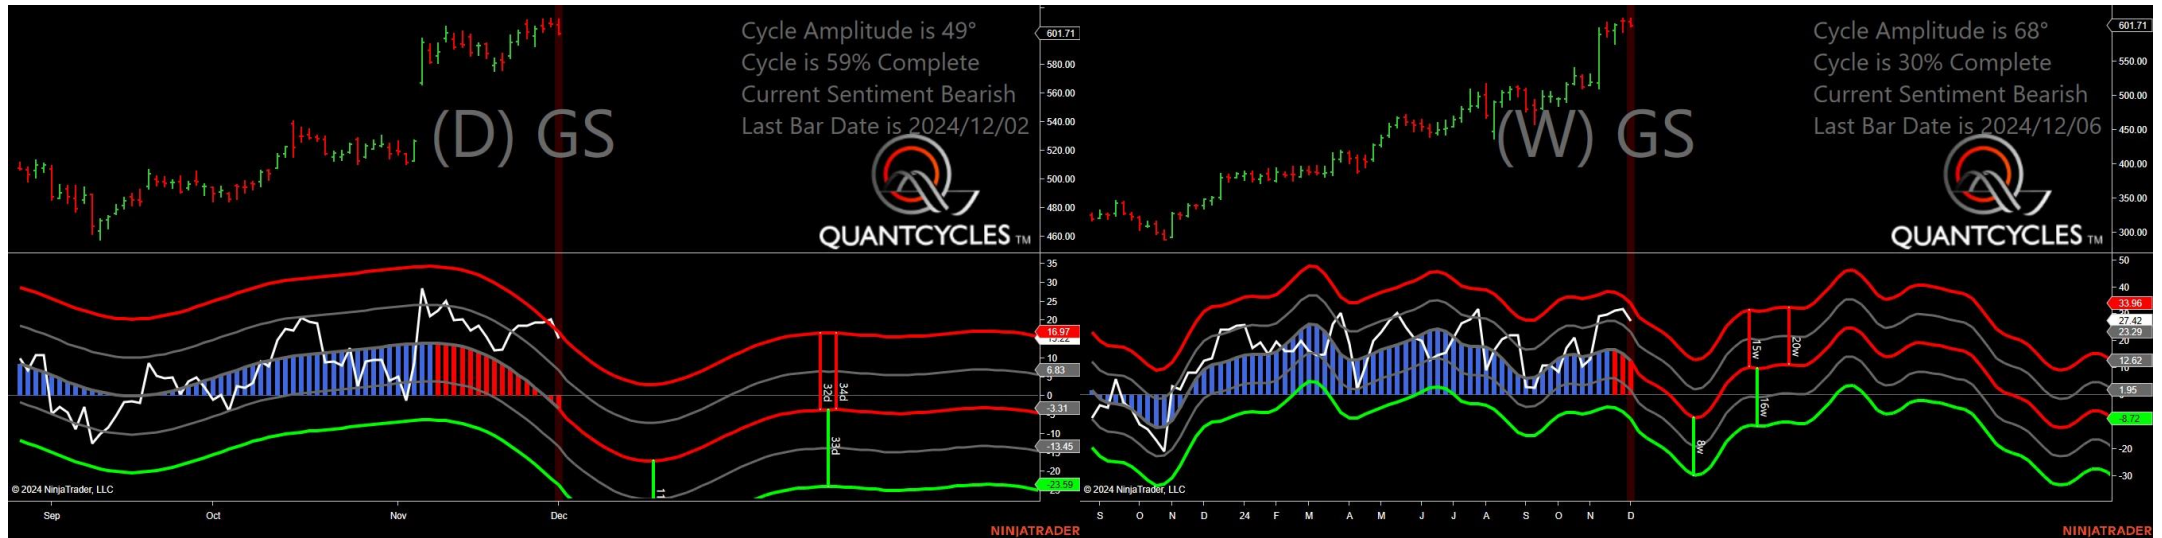 Cycle Amplitude is 49°
Cycle is 59% Complete
Current Sentiment Bearish
Last Bar Date is 2024/12/02
(D) GS
QUANTCYCLES TM
601.71
580.00
560.00
540.00
520.00
500.00
480.00
460.00
35
30
25
20
16.97
10
6.83
5
0
-3.31
-5
-10
-13.45
-20
-23.59
32d
34d
33d
11
© 2024 NinjaTrader, LLC
Sep Oct Nov Dec
NINJATRADER
Cycle Amplitude is 68°
Cycle is 30% Complete
Current Sentiment Bearish
Last Bar Date is 2024/12/06
(W) GS
QUANTCYCLES TM
601.71
550.00
500.00
450.00
400.00
350.00
300.00
50
40
33.96
27.42
23.29
20
12.62
1.95
-8.72
-20
-30
15w
20w
16w
8w
© 2024 NinjaTrader, LLC
S O N D 24 F M A M J J A S O N D
NINJATRADER